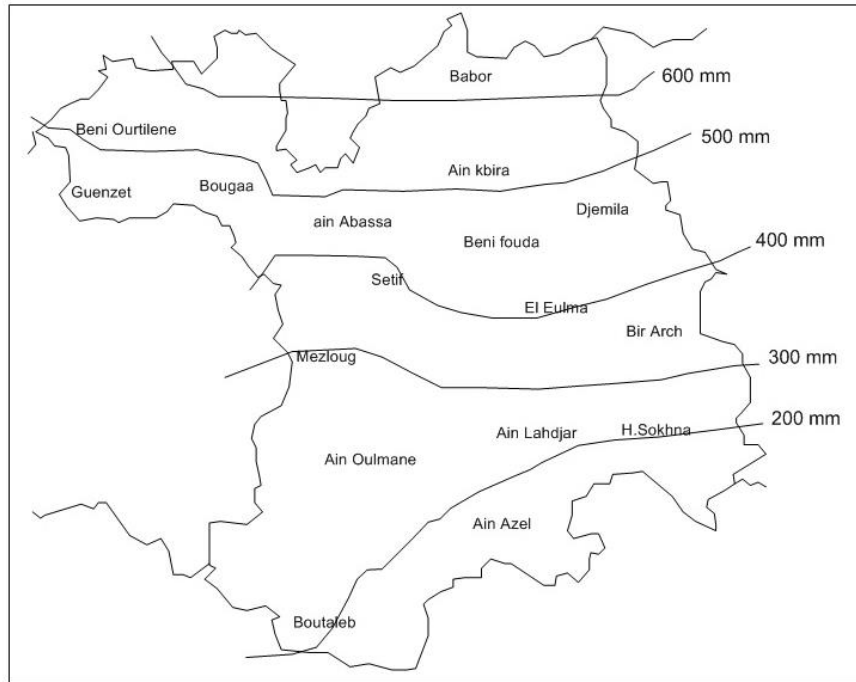 Babor
600 mm
Beni Ourtilene
500 mm
Ain kbira
Guenzet
Bougaa
Djemila
ain Abassa
Beni fouda
400 mm
Setif
El Eulma
Bir Arch
Mezloug
300 mm
200 mm
Ain Lahdjar
H.Sokhna
Ain Oulmane
Ain Azel
Boutaleb